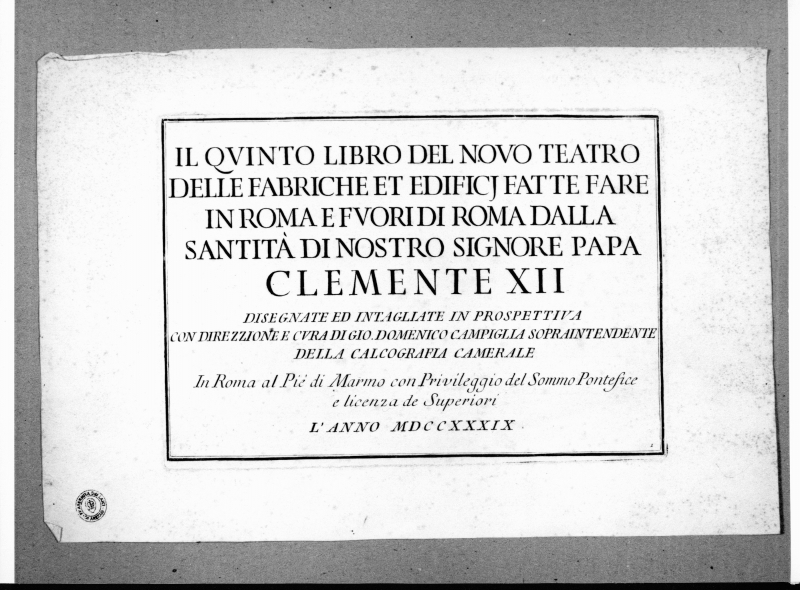 IL QVINTO LIBRO DEL NOVO TEATRO
DELLE FABRICHE ET EDIFICJ FATTE FARE
IN ROMA E FVORI DI ROMA DALLA
SANTITÀ DI NOSTRO SIGNORE PAPA
CLEMENTE XII
DISEGNATE ED INTAGLIATE IN PROSPETTIVA
CON DIREZZIONE E CVRA DI GIO. DOMENICO CAMPIGLIA SOPRAINTENDENTE
DELLA CALCOGRAFIA CAMERALE
In Roma al Pié di Marmo con Privileggio del Sommo Pontefice
e licenza de Superiori
L'ANNO MDCCXXXIX
1